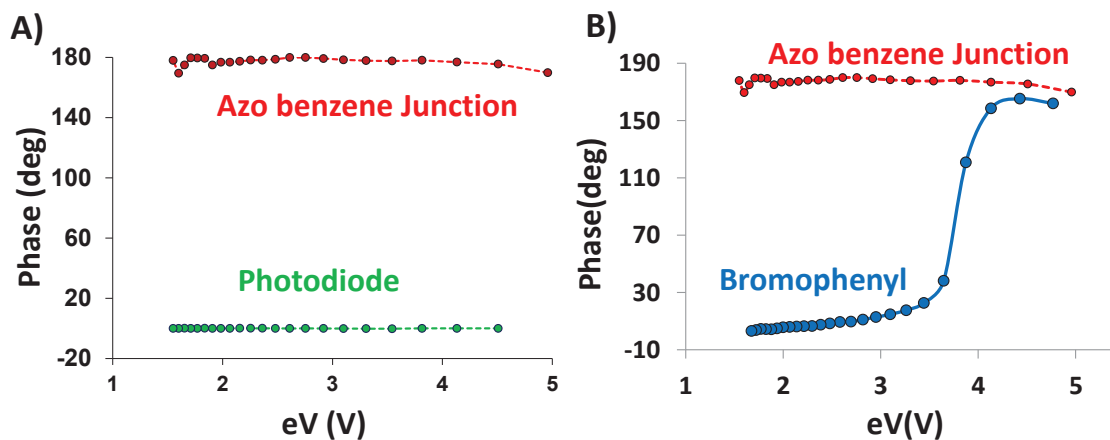 A)
180
140
100
60
20
-20
Phase (deg)
Azo benzene Junction
Photodiode
1
2
3
4
5
eV (V)
B)
190
150
110
70
30
-10
Phase(deg)
Azo benzene Junction
Bromophenyl
1
2
3
4
5
eV(V)